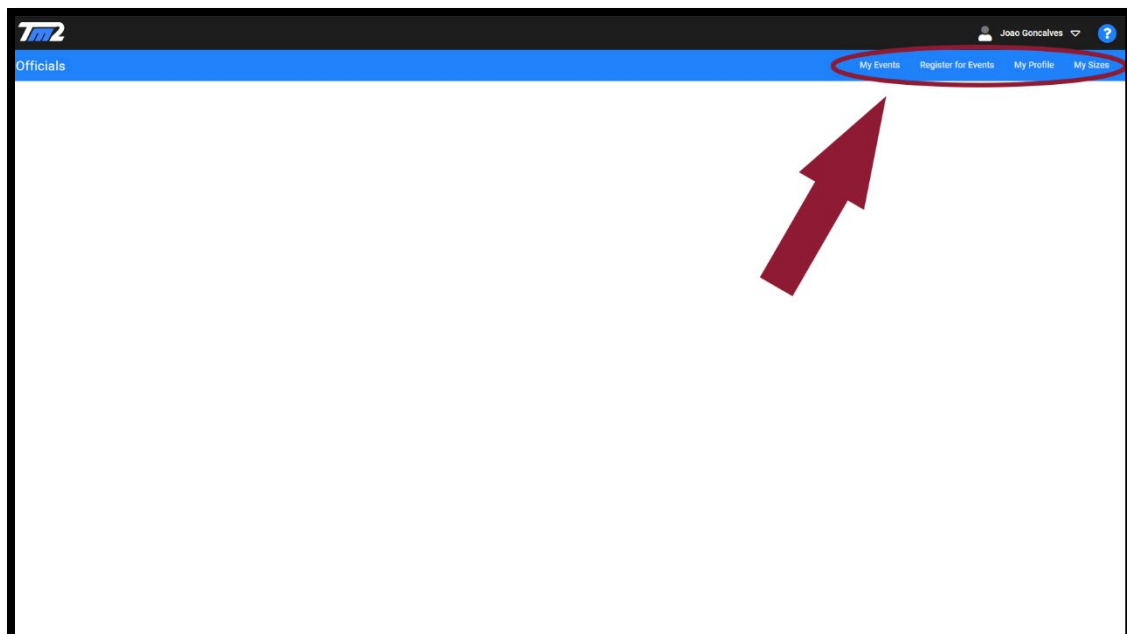 Tm2
Joao Goncalves
?
Officials
My Events Register for Events My Profile My Sizes